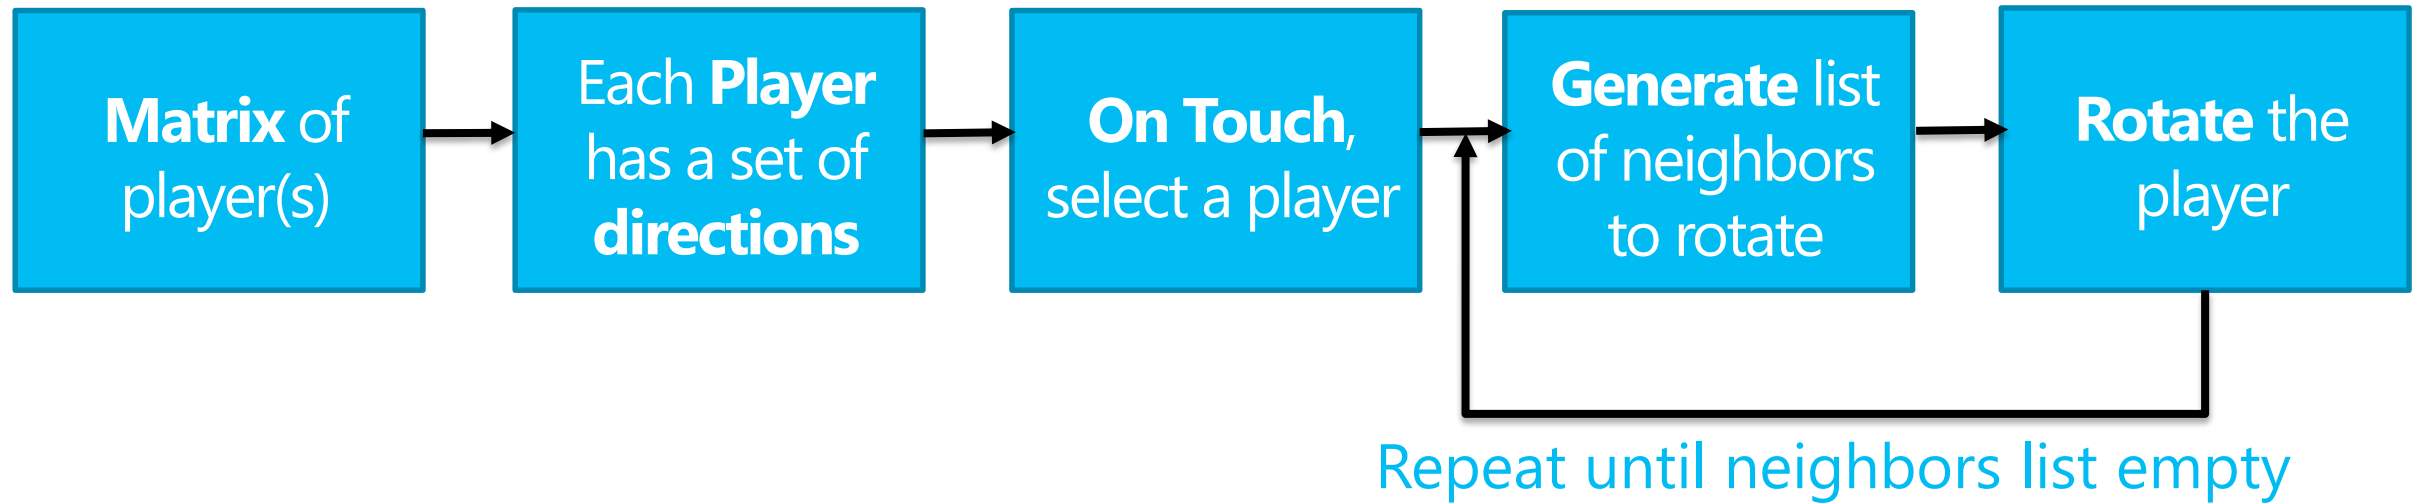 Matrix of
player(s)
Each Player
has a set of
directions
On Touch,
select a player
Generate list
of neighbors
to rotate
Rotate the
player
Repeat until neighbors list empty